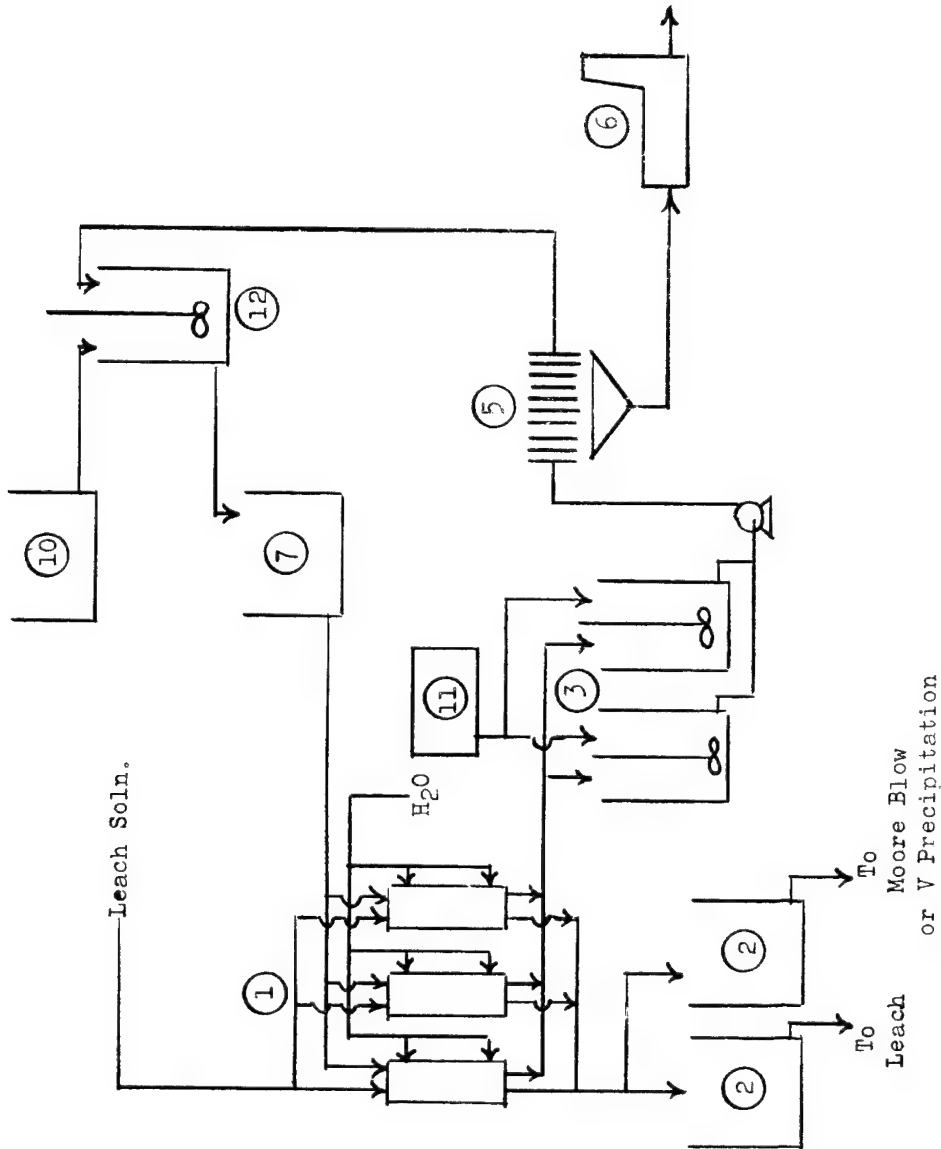 Leach Soln.
1
H₂O
10
12
7
11
3
5
6
2
2
To
Leach
To
Moore Blow
or V Precipitation